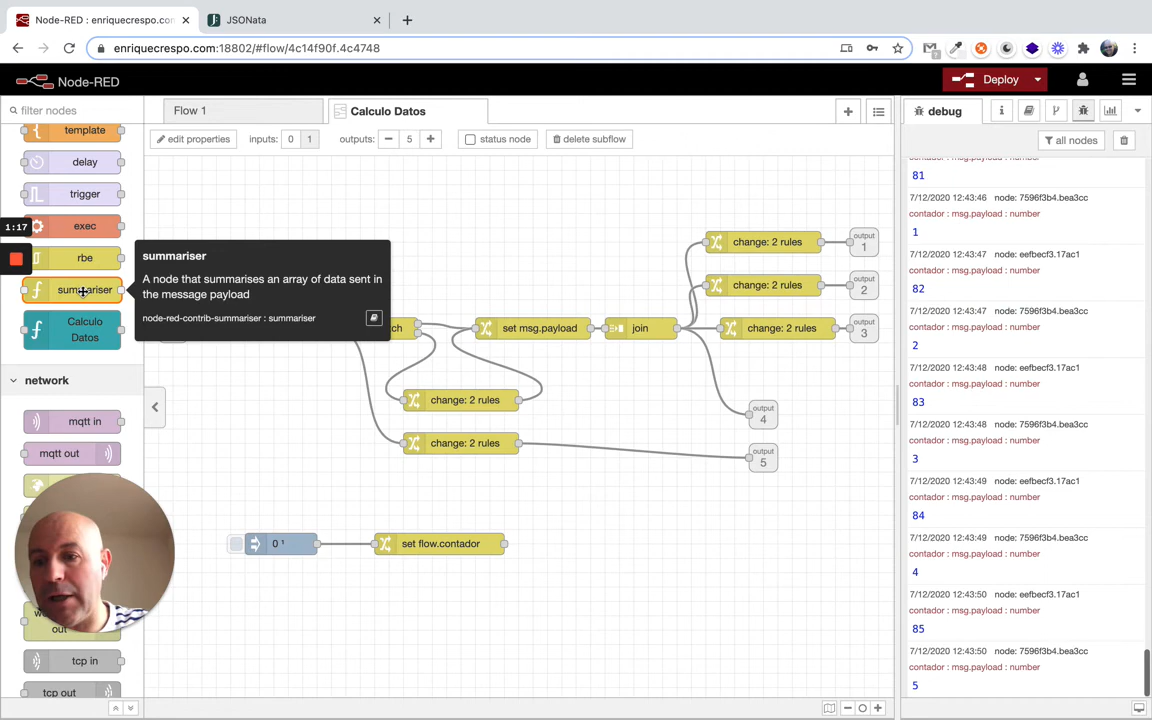 Node-RED : enriquecrespo.con
JSONata
enriquecrespo.com:18802/#flow/4c14f90f.4c4748
Node-RED
Deploy
filter nodes
Flow 1
Calculo Datos
debug
edit properties
inputs: 0 1
outputs: 5
status node
delete subflow
all nodes
template
delay
trigger
exec
1:17
rbe
summariser
Calculo
Datos
network
mqtt in
mqtt out
out
tcp in
tcp out
summariser
A node that summarises an array of data sent in
the message payload
node-red-contrib-summariser : summariser
ch
set msg.payload
join
change: 2 rules
output
1
change: 2 rules
output
2
change: 2 rules
output
3
change: 2 rules
output
4
change: 2 rules
output
5
0 ¹
set flow.contador
contador : msg.payload : number
81
7/12/2020 12:43:46 node: 7596f3b4.bea3cc
contador : msg.payload : number
1
7/12/2020 12:43:47 node: eefbecf3.17ac1
contador : msg.payload : number
82
7/12/2020 12:43:47 node: 7596f3b4.bea3cc
contador : msg.payload : number
2
7/12/2020 12:43:48 node: eefbecf3.17ac1
contador : msg.payload : number
83
7/12/2020 12:43:48 node: 7596f3b4.bea3cc
contador : msg.payload : number
3
7/12/2020 12:43:49 node: eefbecf3.17ac1
contador : msg.payload : number
84
7/12/2020 12:43:49 node: 7596f3b4.bea3cc
contador : msg.payload : number
4
7/12/2020 12:43:50 node: eefbecf3.17ac1
contador : msg.payload : number
85
7/12/2020 12:43:50 node: 7596f3b4.bea3cc
contador : msg.payload : number
5